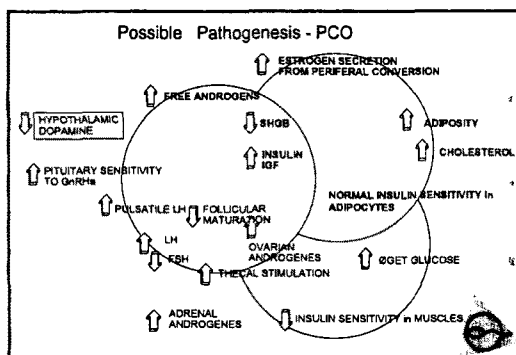 Possible Pathogenesis - PCO
ESTROGEN SECRETION
FROM PERIFERAL CONVERSION
FREE ANDROGENS
HYPOTHALAMIC
DOPAMINE
SHGB
ADIPOSITY
INSULIN
IGF
CHOLESTEROL
PITUITARY SENSITIVITY
TO GnRHs
NORMAL INSULIN SENSITIVITY in
ADIPOCYTES
PULSATILE LH
FOLLICULAR
MATURATION
LH
OVARIAN
ANDROGENES
FSH
ØGET GLUCOSE
THECAL STIMULATION
ADRENAL
ANDROGENES
INSULIN SENSITIVITY in MUSCLES